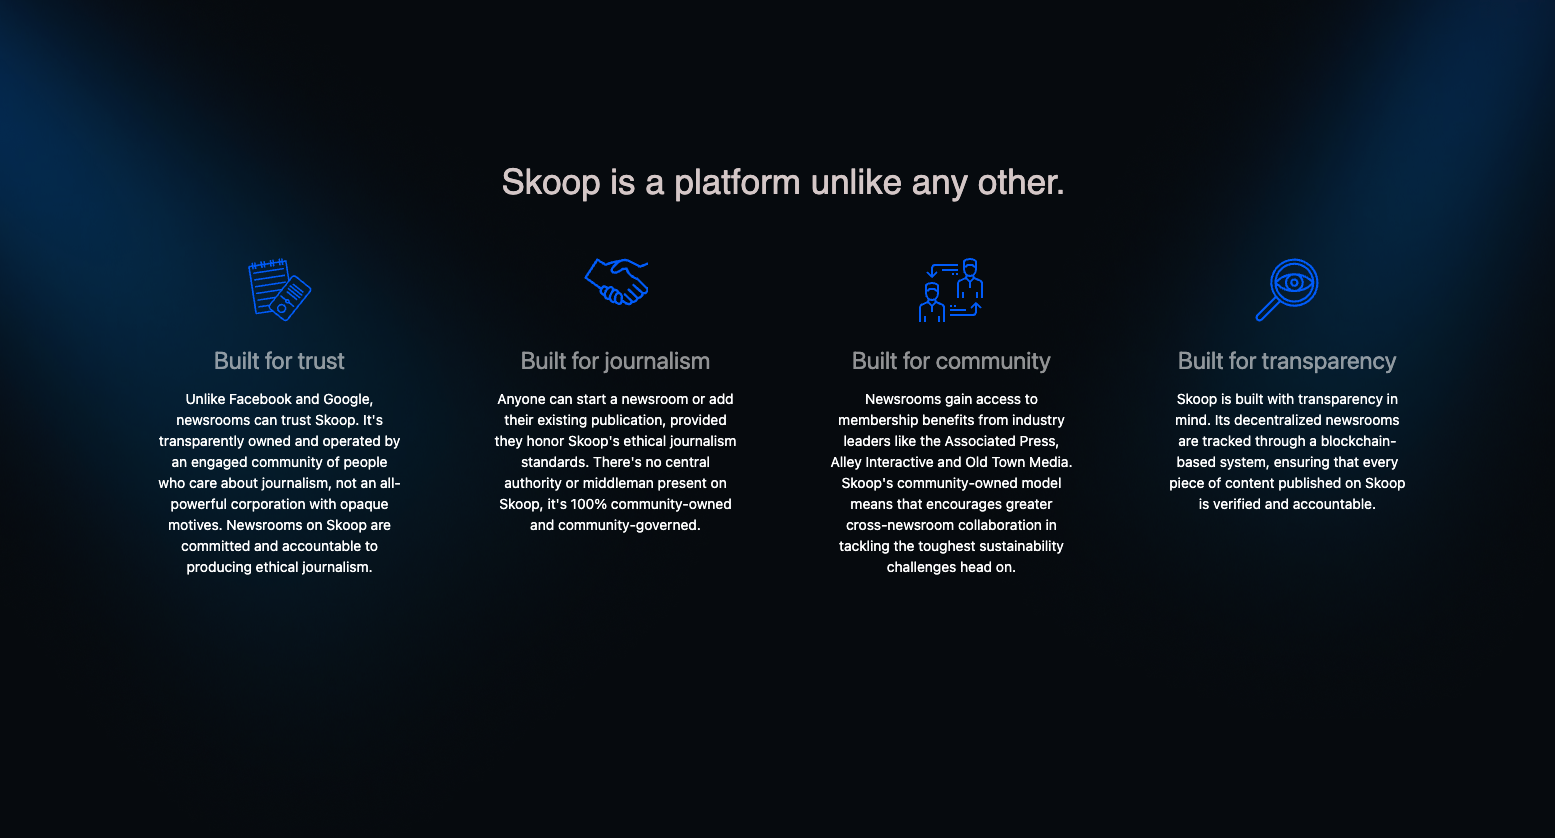 Skoop is a platform unlike any other.
Built for trust
Unlike Facebook and Google,
newsrooms can trust Skoop. It's
transparently owned and operated by
an engaged community of people
who care about journalism, not an all-
powerful corporation with opaque
motives. Newsrooms on Skoop are
committed and accountable to
producing ethical journalism.
Built for journalism
Anyone can start a newsroom or add
their existing publication, provided
they honor Skoop's ethical journalism
standards. There's no central
authority or middleman present on
Skoop, it's 100% community-owned
and community-governed.
Built for community
Newsrooms gain access to
membership benefits from industry
leaders like the Associated Press,
Alley Interactive and Old Town Media.
Skoop's community-owned model
means that encourages greater
cross-newsroom collaboration in
tackling the toughest sustainability
challenges head on.
Built for transparency
Skoop is built with transparency in
mind. Its decentralized newsrooms
are tracked through a blockchain-
based system, ensuring that every
piece of content published on Skoop
is verified and accountable.